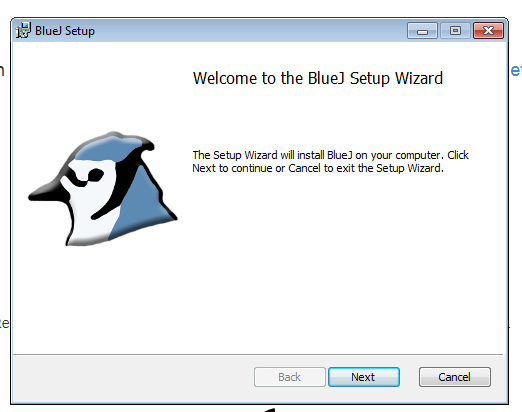 BlueJ Setup
Welcome to the BlueJ Setup Wizard
The Setup Wizard will install BlueJ on your computer. Click
Next to continue or Cancel to exit the Setup Wizard.
Back
Next
Cancel